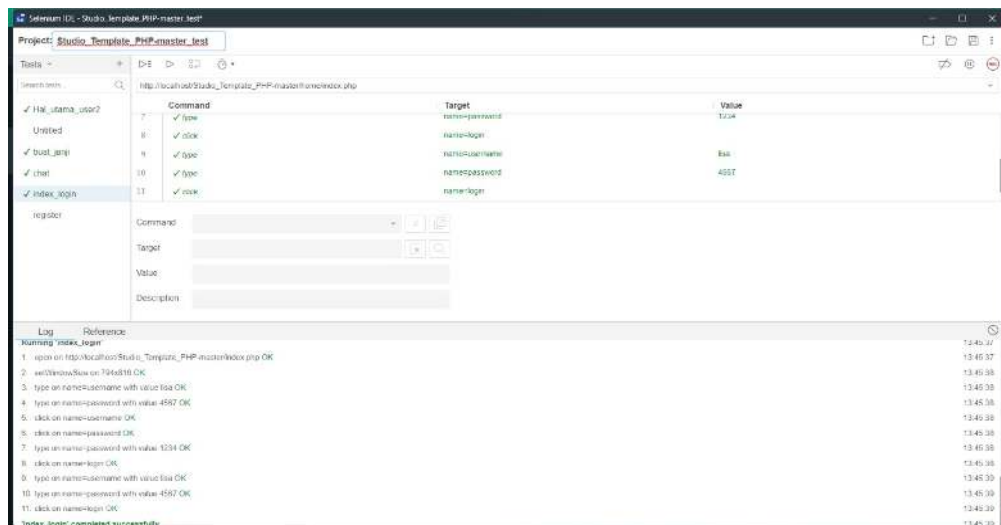 Selenium IDE - Studio_Template_PHP-master_test*
Project: Studio_Template_PHP-master_test
Tests
Search tests...
http://localhost/Studio_Template_PHP-master/home/index.php
Command Target Value
✓ Hal_utama_user2
Untitled
✓ buat_janji
✓ chat
✓ index_login
register
7 ✓ type name=password 1234
8 ✓ click name=login
9 ✓ type name=username lisa
10 ✓ type name=password 4567
11 ✓ click name=login
Command
Target
Value
Description
Log Reference
Running 'index_login' 13:45:37
1. open on http://localhost/Studio_Template_PHP-master/index.php OK 13:45:37
2. setWindowSize on 794x816 OK 13:45:38
3. type on name=username with value lisa OK 13:45:38
4. type on name=password with value 4567 OK 13:45:38
5. click on name=username OK 13:45:38
6. click on name=password OK 13:45:38
7. type on name=password with value 1234 OK 13:45:38
8. click on name=login OK 13:45:38
9. type on name=username with value lisa OK 13:45:39
10. type on name=password with value 4567 OK 13:45:39
11. click on name=login OK 13:45:39
'index_login' completed successfully 13:45:39